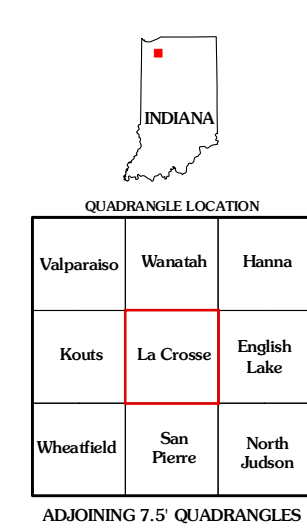 INDIANA
QUADRANGLE LOCATION
Valparaiso
Wanatah
Hanna
Kouts
La Crosse
English
Lake
Wheatfield
San
Pierre
North
Judson
ADJOINING 7.5' QUADRANGLES